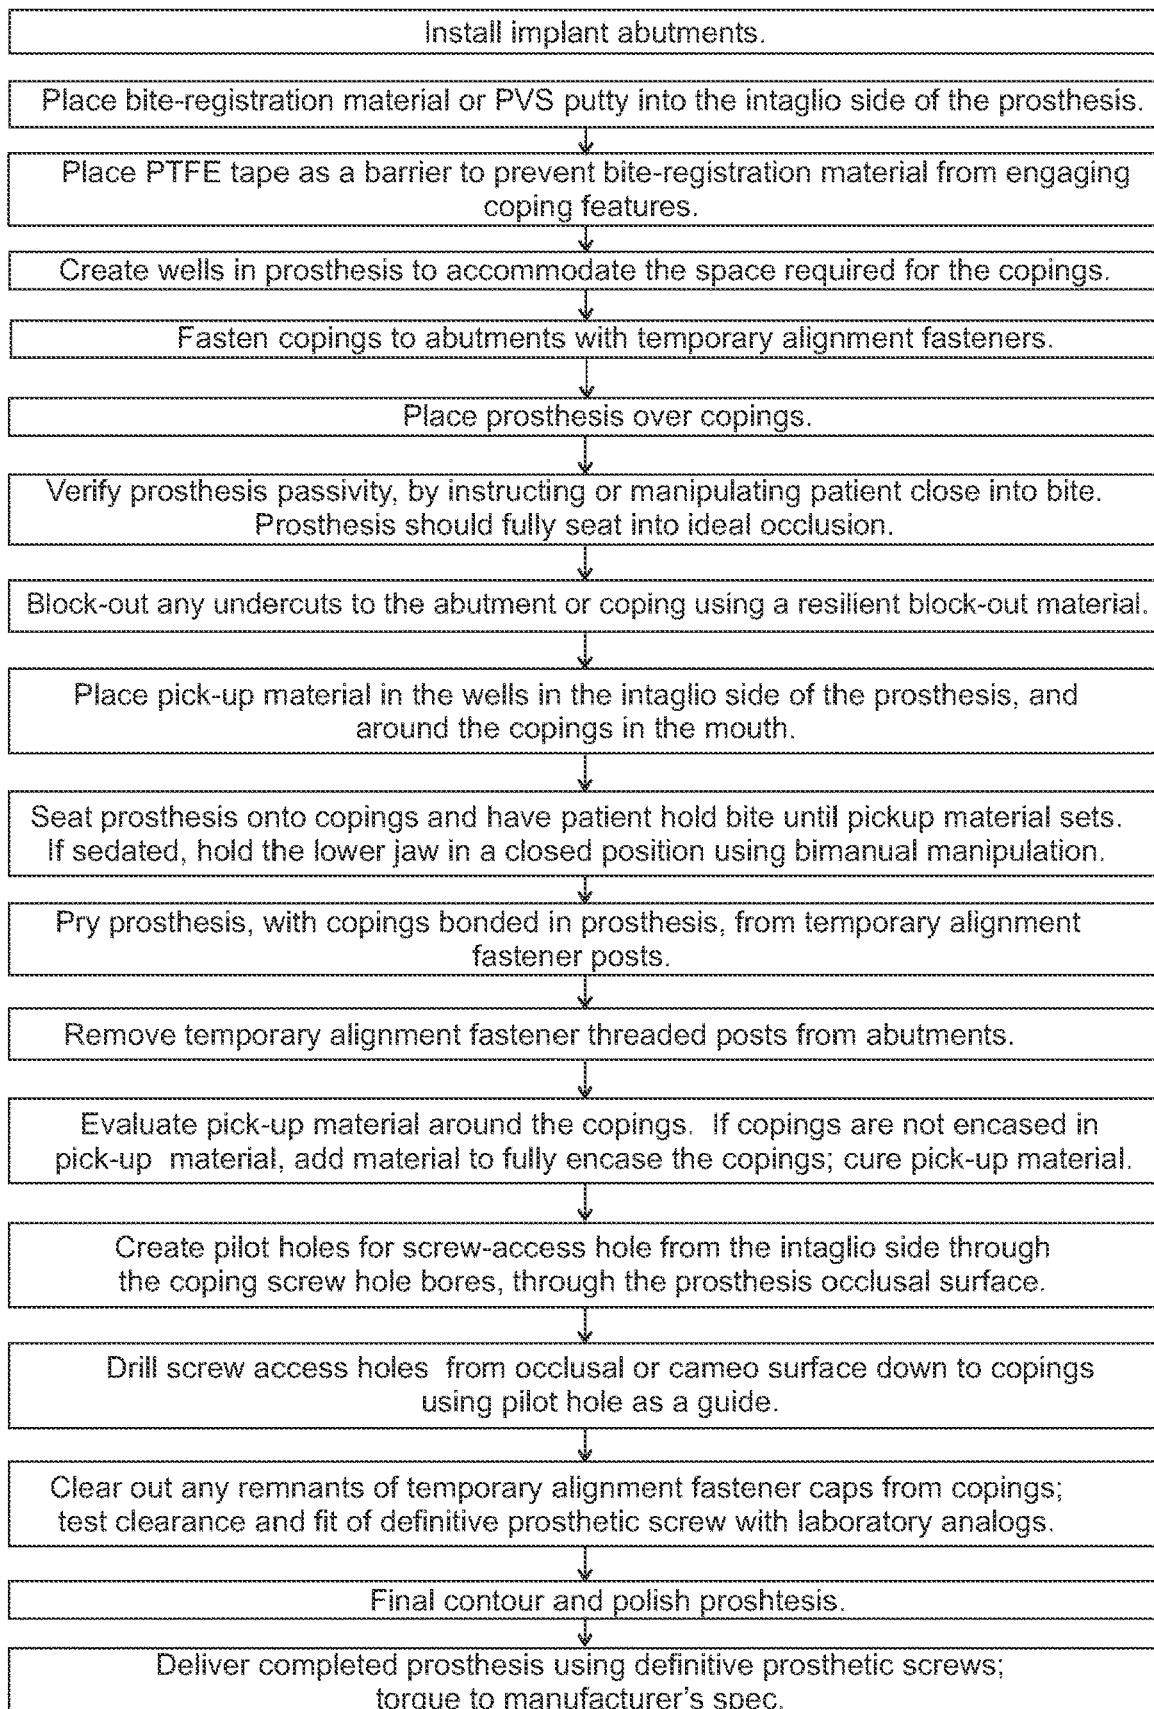 Install implant abutments.
Place bite-registration material or PVS putty into the intaglio side of the prosthesis.
Place PTFE tape as a barrier to prevent bite-registration material from engaging
coping features.
Create wells in prosthesis to accommodate the space required for the copings.
Fasten copings to abutments with temporary alignment fasteners.
Place prosthesis over copings.
Verify prosthesis passivity, by instructing or manipulating patient close into bite.
Prosthesis should fully seat into ideal occlusion.
Block-out any undercuts to the abutment or coping using a resilient block-out material.
Place pick-up material in the wells in the intaglio side of the prosthesis, and
around the copings in the mouth.
Seat prosthesis onto copings and have patient hold bite until pickup material sets.
If sedated, hold the lower jaw in a closed position using bimanual manipulation.
Pry prosthesis, with copings bonded in prosthesis, from temporary alignment
fastener posts.
Remove temporary alignment fastener threaded posts from abutments.
Evaluate pick-up material around the copings. If copings are not encased in
pick-up material, add material to fully encase the copings; cure pick-up material.
Create pilot holes for screw-access hole from the intaglio side through
the coping screw hole bores, through the prosthesis occlusal surface.
Drill screw access holes from occlusal or cameo surface down to copings
using pilot hole as a guide.
Clear out any remnants of temporary alignment fastener caps from copings;
test clearance and fit of definitive prosthetic screw with laboratory analogs.
Final contour and polish proshtesis.
Deliver completed prosthesis using definitive prosthetic screws;
torque to manufacturer's spec.